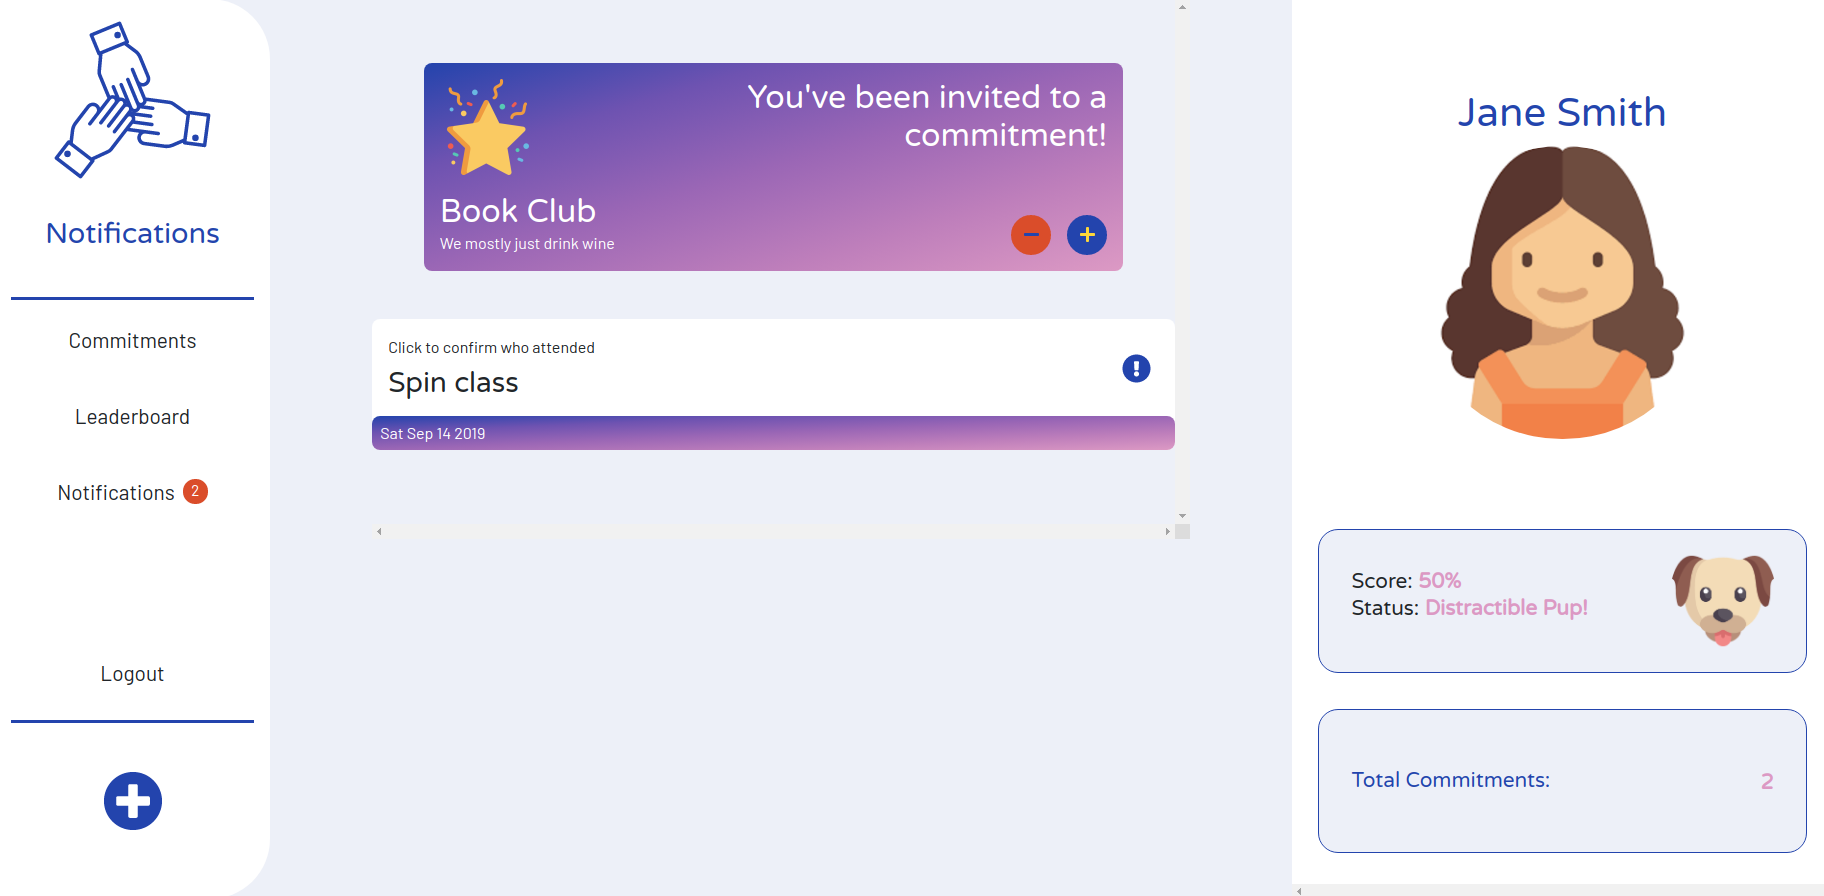 Notifications
Commitments
Leaderboard
Notifications 2
Logout
You've been invited to a
commitment!
Book Club
We mostly just drink wine
Click to confirm who attended
Spin class
Sat Sep 14 2019
Jane Smith
Score: 50%
Status: Distractible Pup!
Total Commitments: 2